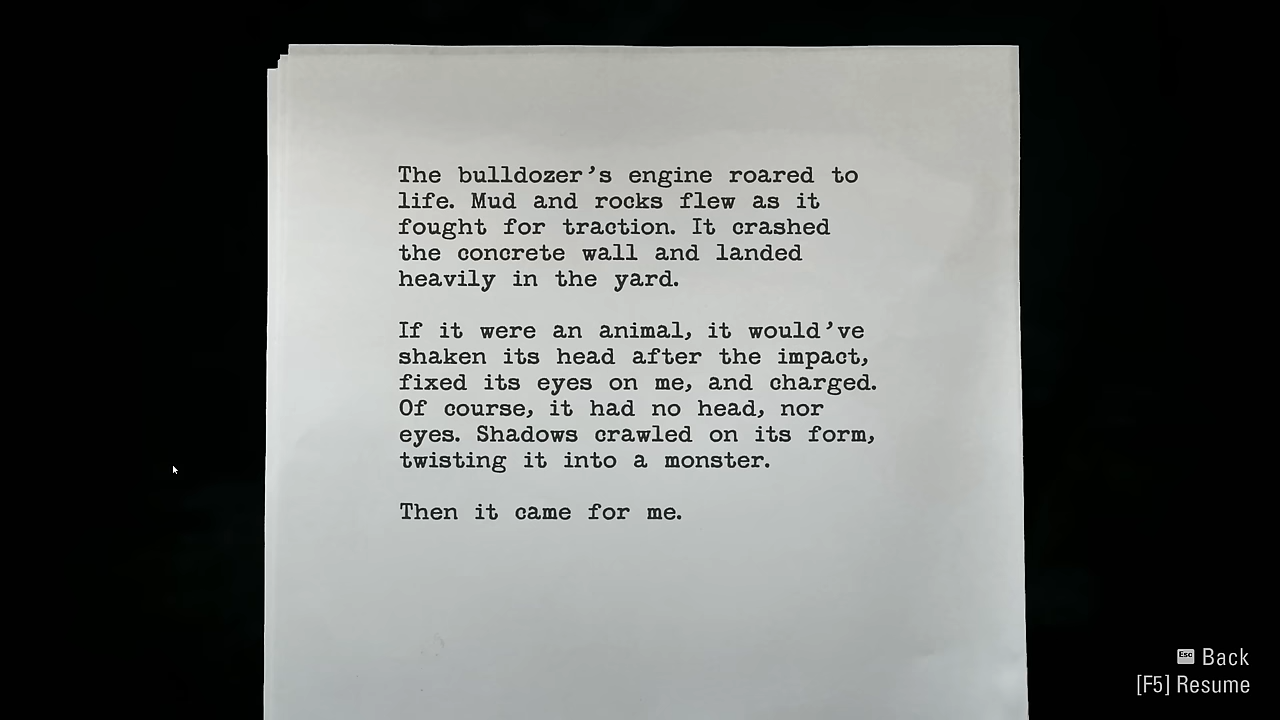 The bulldozer’s engine roared to
life. Mud and rocks flew as it
fought for traction. It crashed
the concrete wall and landed
heavily in the yard.
If it were an animal, it would’ve
shaken its head after the impact,
fixed its eyes on me, and charged.
Of course, it had no head, nor
eyes. Shadows crawled on its form,
twisting it into a monster.
Then it came for me.
Esc Back
[F5] Resume